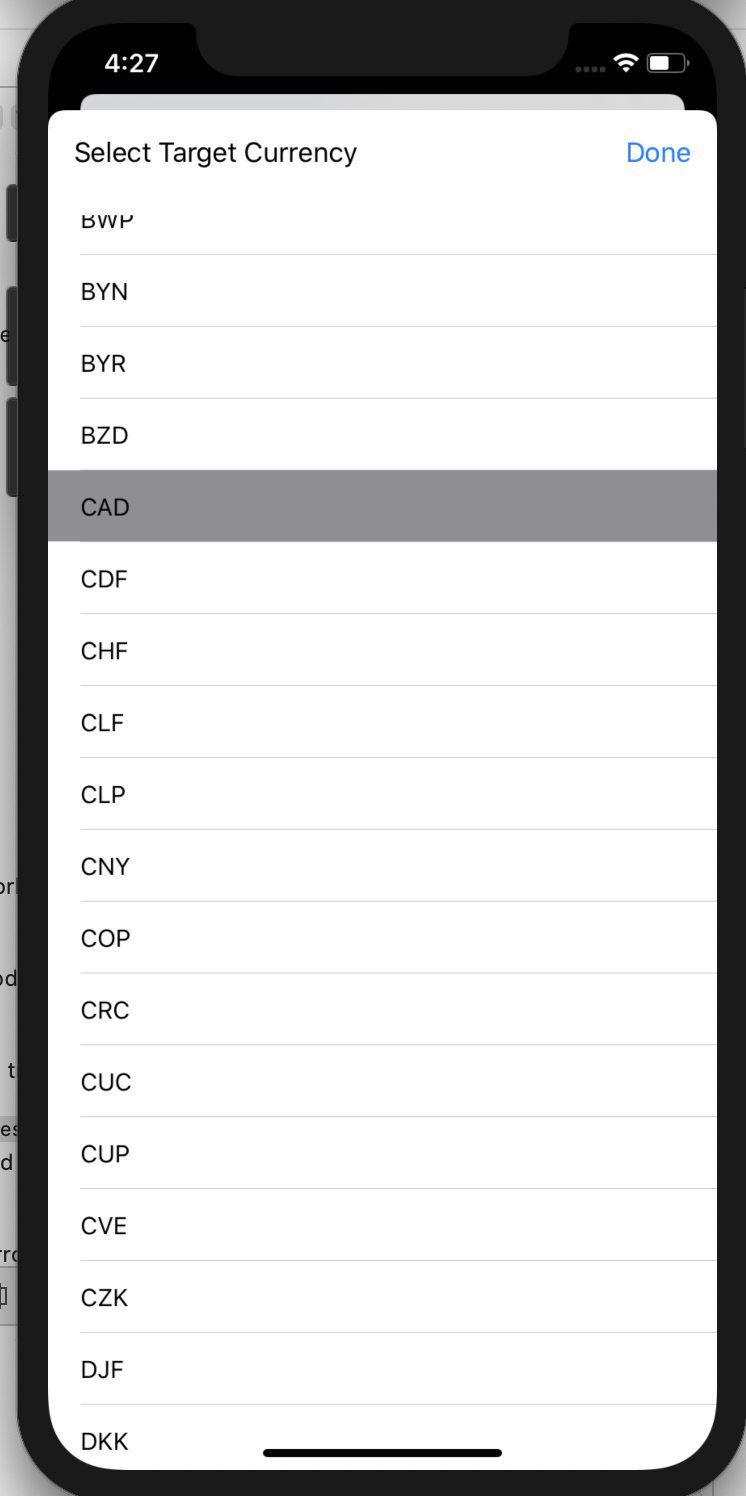 4:27
Select Target Currency
Done
BWP
BYN
BYR
BZD
CAD
CDF
CHF
CLF
CLP
CNY
COP
CRC
CUC
CUP
CVE
CZK
DJF
DKK